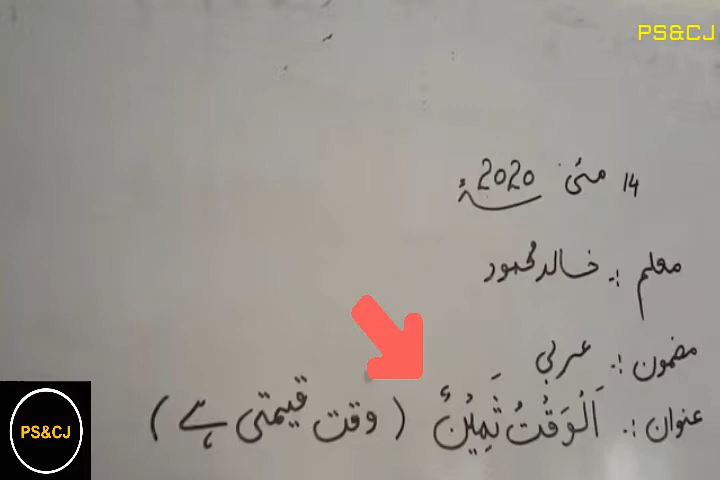 PS&CJ
14 مئی 2020ء
معلم :. خالد محمود
مضمون :. عربی
عنوان :. اَلْوَقْتُ ثَمِيْنٌ ( وقت قیمتی ہے )
PS&CJ